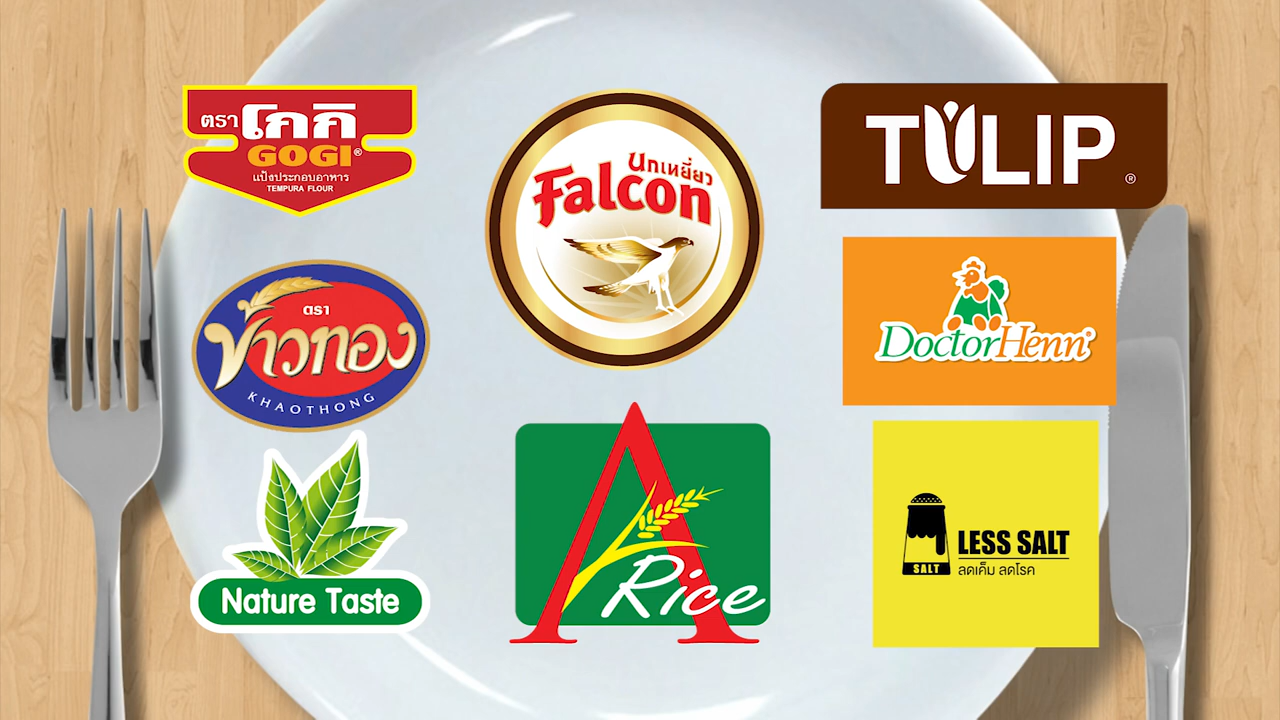 ตรา โกกิ
GOGI®
แป้งประกอบอาหาร
TEMPURA FLOUR
นกเหยี่ยว
Falcon
TULIP ®
ตรา
ข้าวทอง
KHAOTHONG
DoctorHenn®
Nature Taste
A
Rice
SALT
LESS SALT
ลดเค็ม ลดโรค